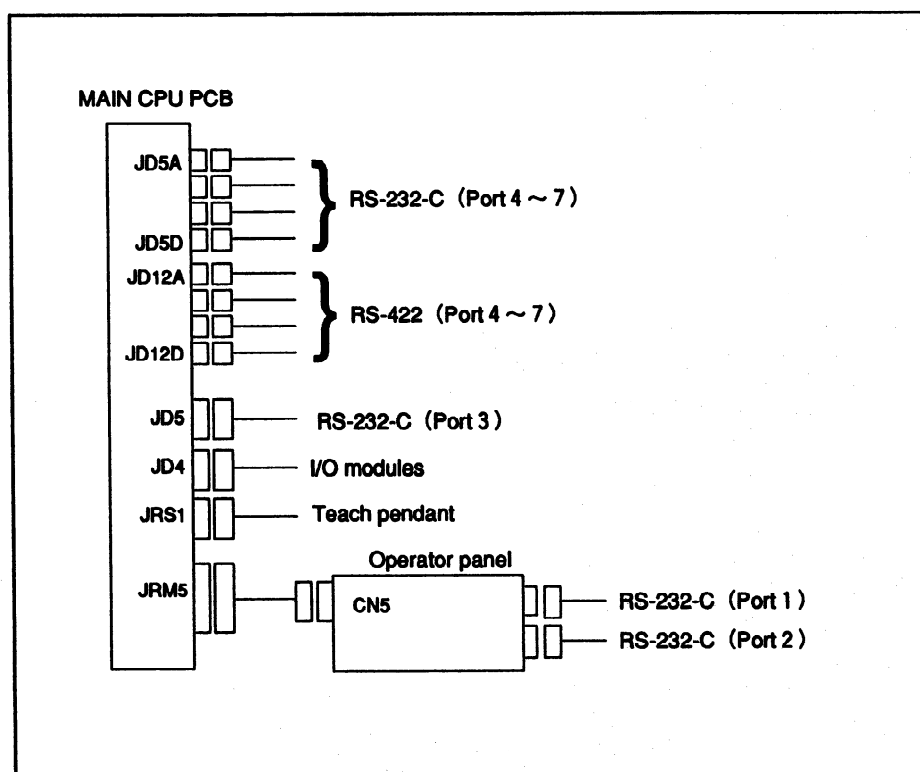 MAIN CPU PCB
JD5A
RS-232-C (Port 4 ~ 7)
JD5D
JD12A
RS-422 (Port 4 ~ 7)
JD12D
JD5
RS-232-C (Port 3)
JD4
I/O modules
JRS1
Teach pendant
Operator panel
JRM5
CN5
RS-232-C (Port 1)
RS-232-C (Port 2)